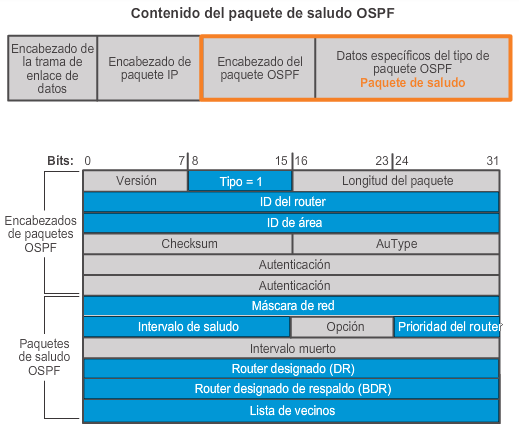 Contenido del paquete de saludo OSPF
Encabezado de
la trama de
enlace de
datos
Encabezado de
paquete IP
Encabezado del
paquete OSPF
Datos específicos del tipo de
paquete OSPF
Paquete de saludo
Bits: 0 7 8 15 16 23 24 31
Versión Tipo = 1 Longitud del paquete
ID del router
ID de área
Encabezados
de paquetes
OSPF
Checksum AuType
Autenticación
Autenticación
Máscara de red
Intervalo de saludo Opción Prioridad del router
Paquetes
de saludo
OSPF
Intervalo muerto
Router designado (DR)
Router designado de respaldo (BDR)
Lista de vecinos